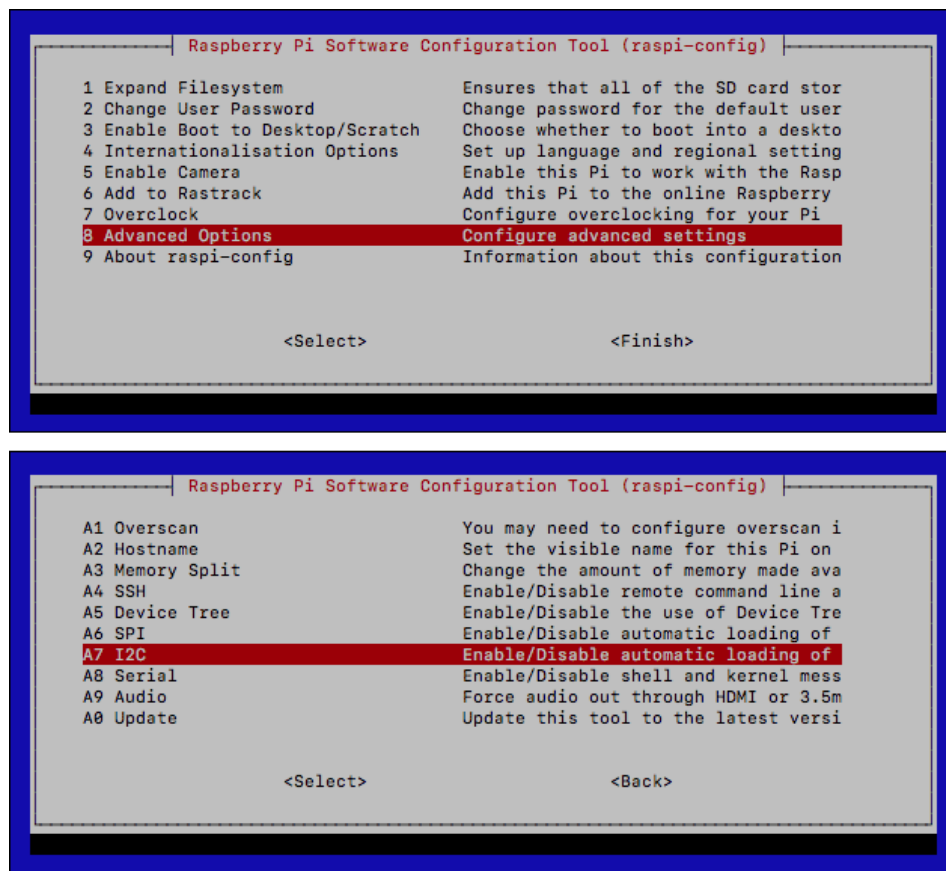 Raspberry Pi Software Configuration Tool (raspi-config)
1 Expand Filesystem Ensures that all of the SD card stor
2 Change User Password Change password for the default user
3 Enable Boot to Desktop/Scratch Choose whether to boot into a deskto
4 Internationalisation Options Set up language and regional setting
5 Enable Camera Enable this Pi to work with the Rasp
6 Add to Rastrack Add this Pi to the online Raspberry
7 Overclock Configure overclocking for your Pi
8 Advanced Options Configure advanced settings
9 About raspi-config Information about this configuration
<Select> <Finish>
Raspberry Pi Software Configuration Tool (raspi-config)
A1 Overscan You may need to configure overscan i
A2 Hostname Set the visible name for this Pi on
A3 Memory Split Change the amount of memory made ava
A4 SSH Enable/Disable remote command line a
A5 Device Tree Enable/Disable the use of Device Tre
A6 SPI Enable/Disable automatic loading of
A7 I2C Enable/Disable automatic loading of
A8 Serial Enable/Disable shell and kernel mess
A9 Audio Force audio out through HDMI or 3.5m
A0 Update Update this tool to the latest versi
<Select> <Back>